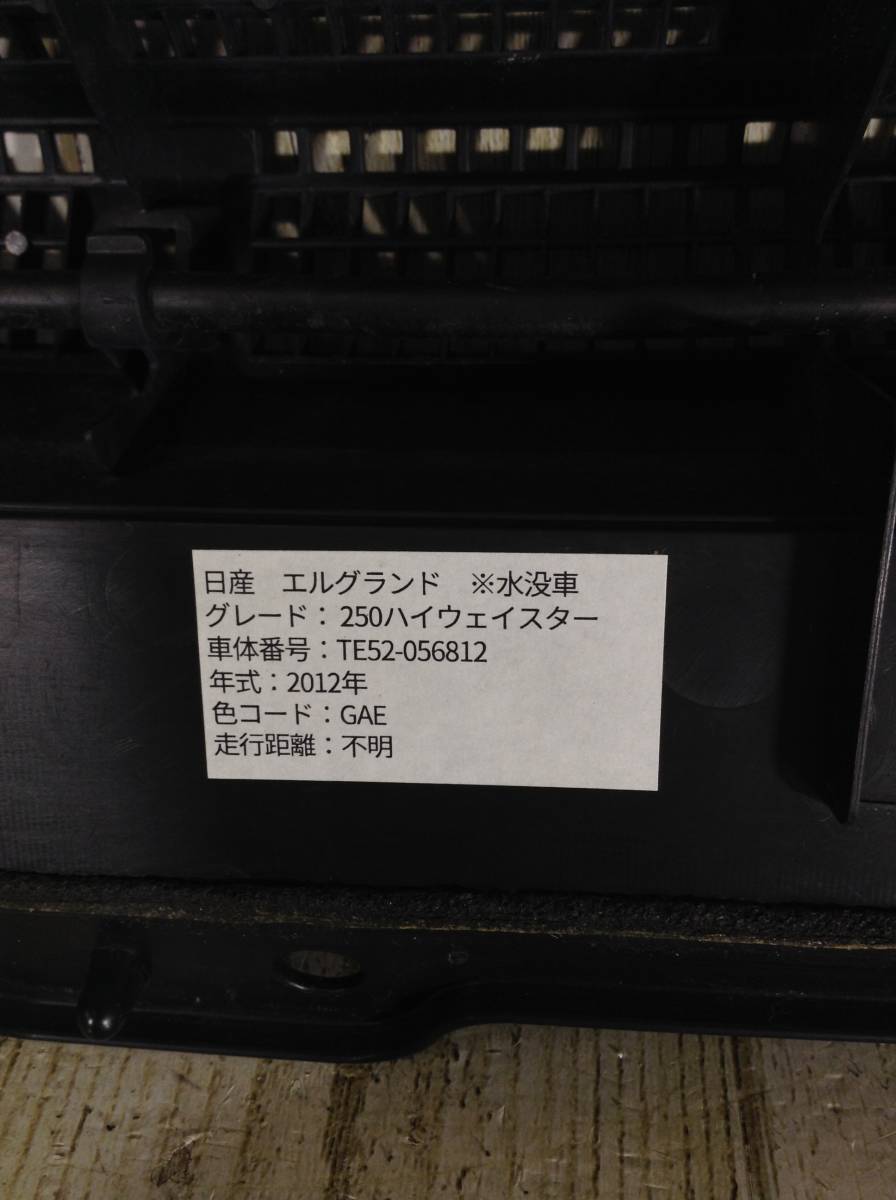 日産　エルグランド　※水没車
グレード：250ハイウェイスター
車体番号：TE52-056812
年式：2012年
色コード：GAE
走行距離：不明